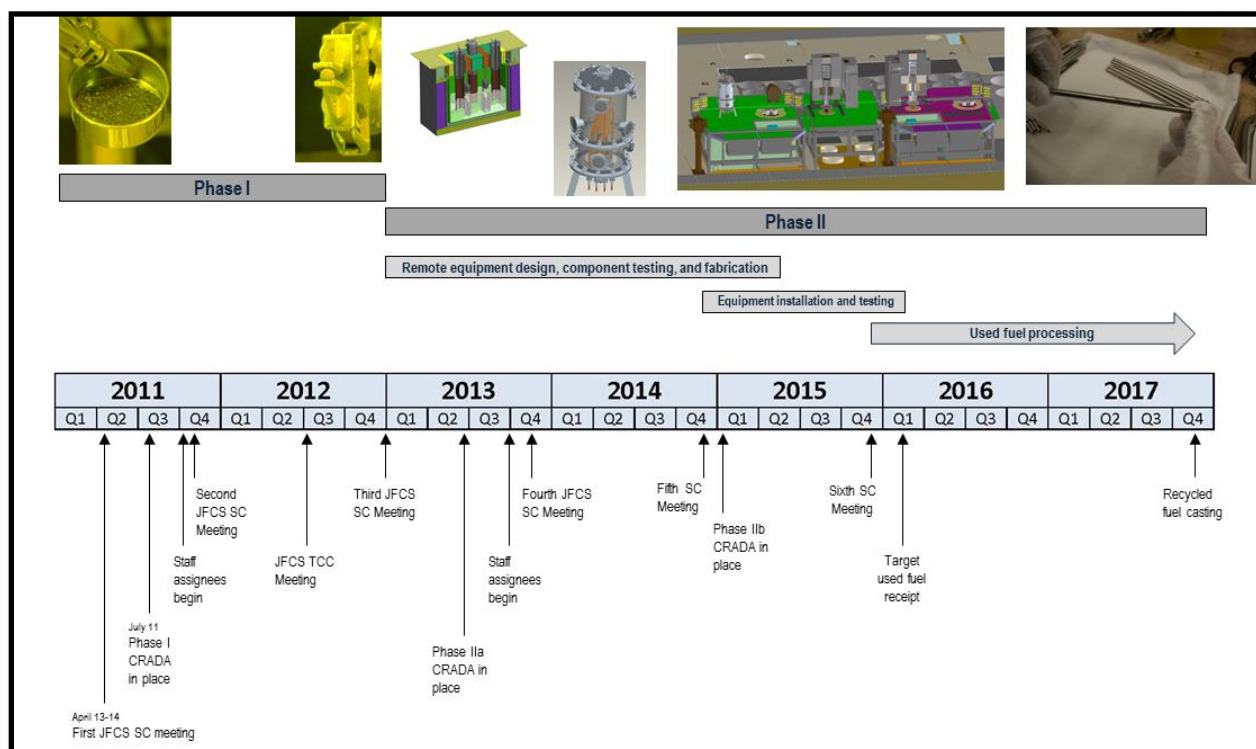 Phase I
Phase II
Remote equipment design, component testing, and fabrication
Equipment installation and testing
Used fuel processing
2011 2012 2013 2014 2015 2016 2017
Q1 Q2 Q3 Q4 Q1 Q2 Q3 Q4 Q1 Q2 Q3 Q4 Q1 Q2 Q3 Q4 Q1 Q2 Q3 Q4 Q1 Q2 Q3 Q4 Q1 Q2 Q3 Q4
Second
JFCS SC
Meeting
Third JFCS
SC Meeting
Fourth JFCS
SC Meeting
Fifth SC
Meeting
Sixth SC
Meeting
Recycled
fuel casting
Staff
assignees
begin
JFCS TCC
Meeting
Staff
assignees
begin
Phase IIb
CRADA in
place
Target
used fuel
receipt
July 11
Phase I
CRADA
in place
Phase IIa
CRADA in
place
April 13-14
First JFCS SC meeting